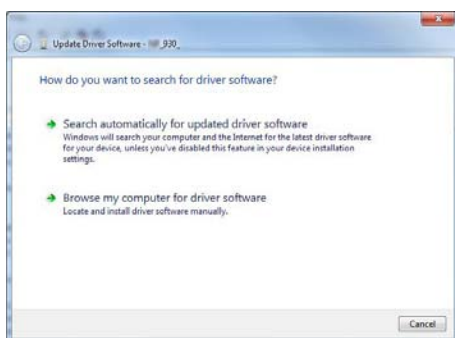 Update Driver Software - _930_
How do you want to search for driver software?
Search automatically for updated driver software
Windows will search your computer and the Internet for the latest driver software
for your device, unless you've disabled this feature in your device installation
settings.
Browse my computer for driver software
Locate and install driver software manually.
Cancel